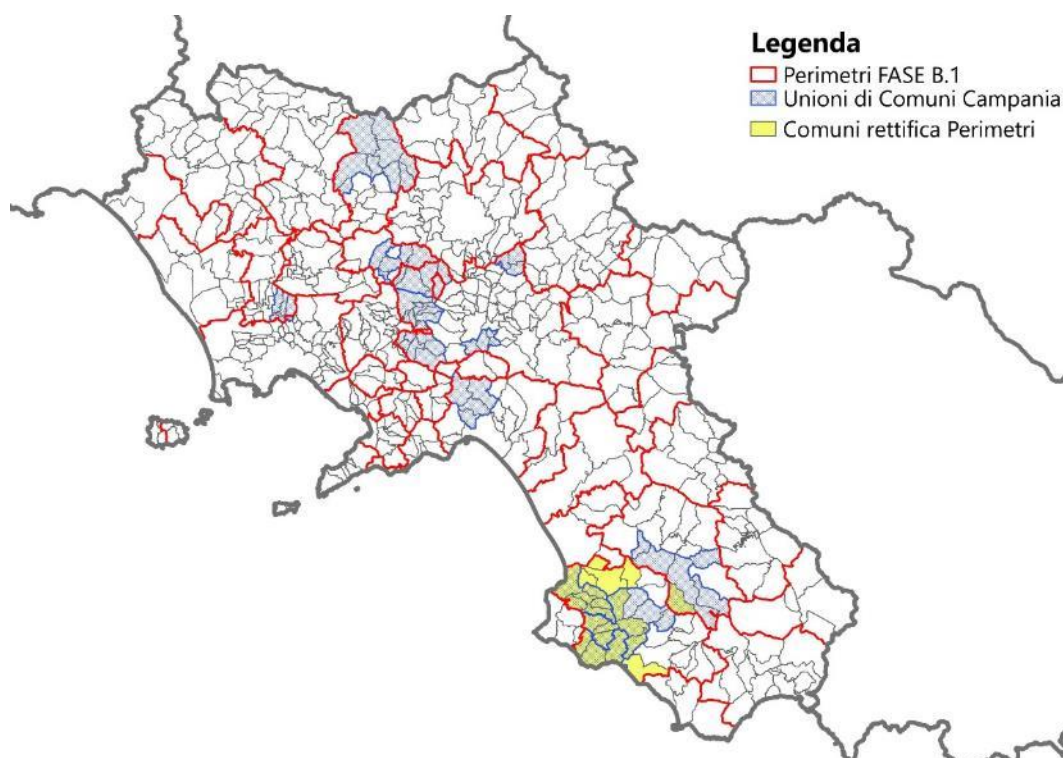 Legenda
Perimetri FASE B.1
Unioni di Comuni Campania
Comuni rettifica Perimetri